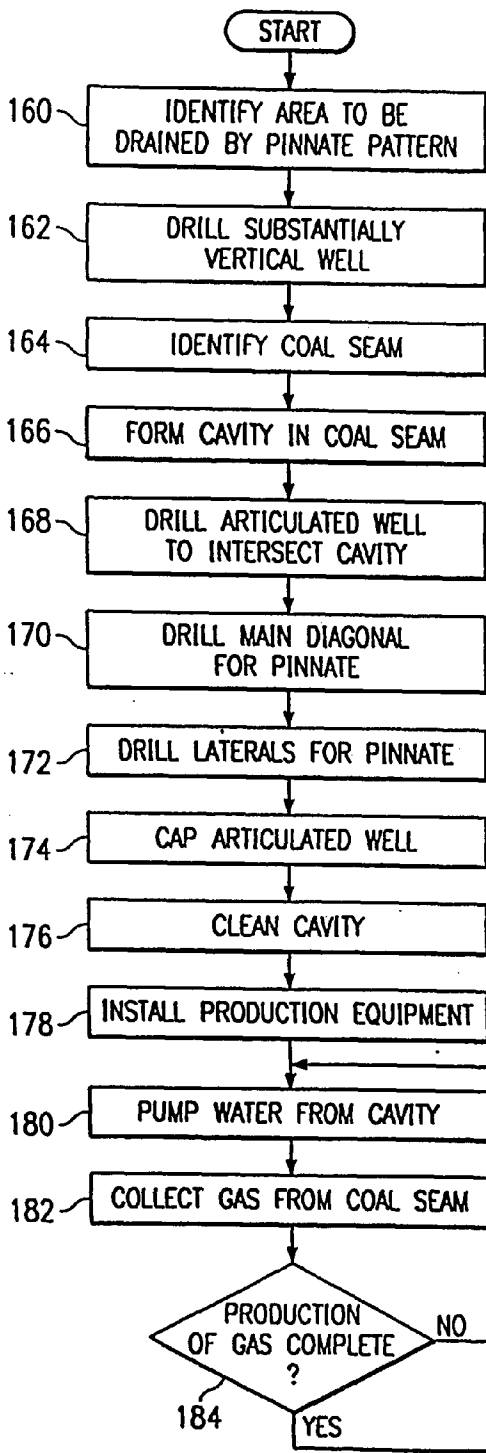 START
160
IDENTIFY AREA TO BE
DRAINED BY PINNATE PATTERN
162
DRILL SUBSTANTIALLY
VERTICAL WELL
164
IDENTIFY COAL SEAM
166
FORM CAVITY IN COAL SEAM
168
DRILL ARTICULATED WELL
TO INTERSECT CAVITY
170
DRILL MAIN DIAGONAL
FOR PINNATE
172
DRILL LATERALS FOR PINNATE
174
CAP ARTICULATED WELL
176
CLEAN CAVITY
178
INSTALL PRODUCTION EQUIPMENT
180
PUMP WATER FROM CAVITY
182
COLLECT GAS FROM COAL SEAM
PRODUCTION
OF GAS COMPLETE
?
NO
184
YES